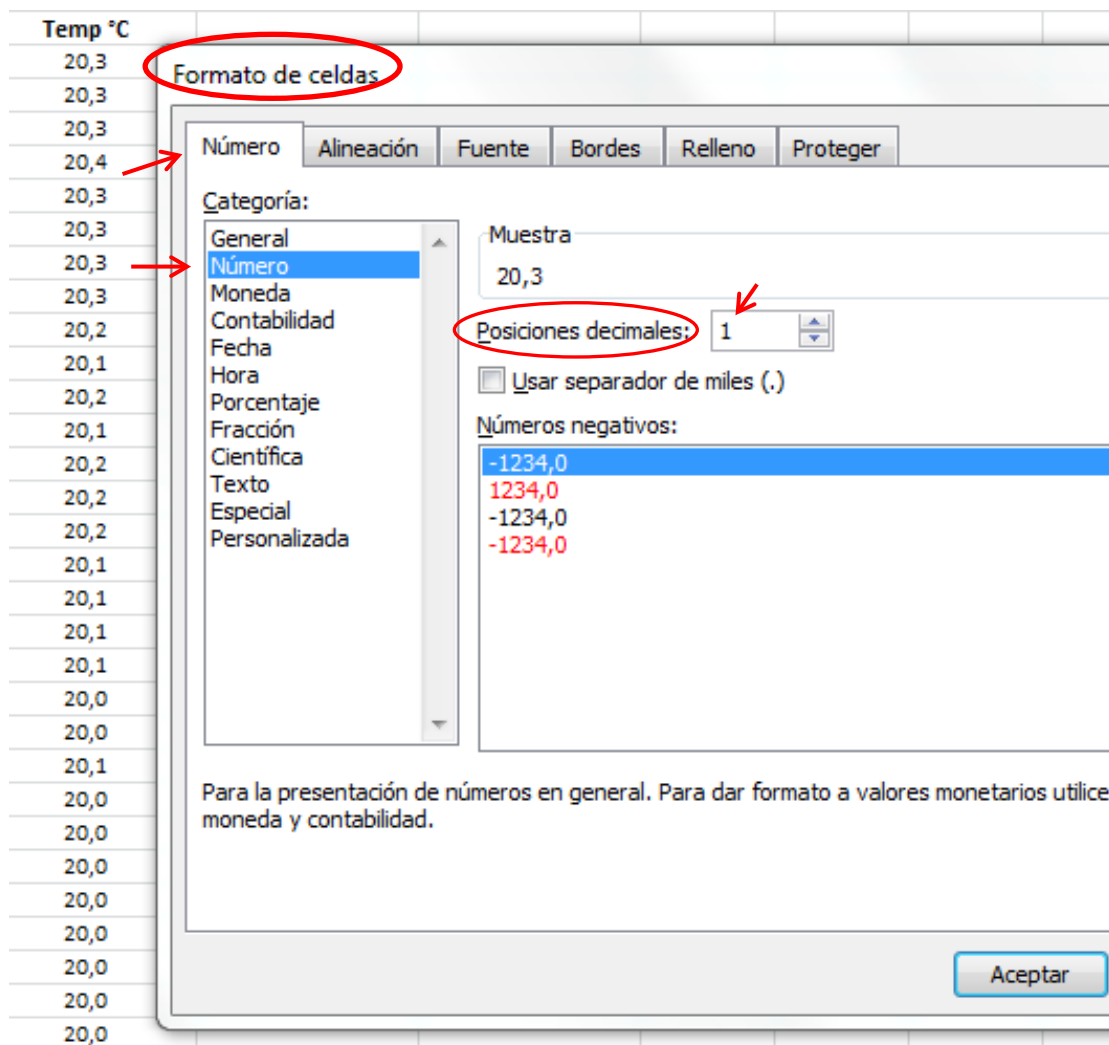 Temp °C
20,3
20,3
20,3
20,4
20,3
20,3
20,3
20,3
20,2
20,1
20,2
20,1
20,2
20,2
20,2
20,1
20,1
20,1
20,1
20,0
20,0
20,1
20,0
20,0
20,0
20,0
20,0
20,0
20,0
20,0
Formato de celdas
Número Alineación Fuente Bordes Relleno Proteger
Categoría:
General
Número
Moneda
Contabilidad
Fecha
Hora
Porcentaje
Fracción
Científica
Texto
Especial
Personalizada
Muestra
20,3
Posiciones decimales: 1
Usar separador de miles (.)
Números negativos:
-1234,0
1234,0
-1234,0
-1234,0
Para la presentación de números en general. Para dar formato a valores monetarios utilice
moneda y contabilidad.
Aceptar